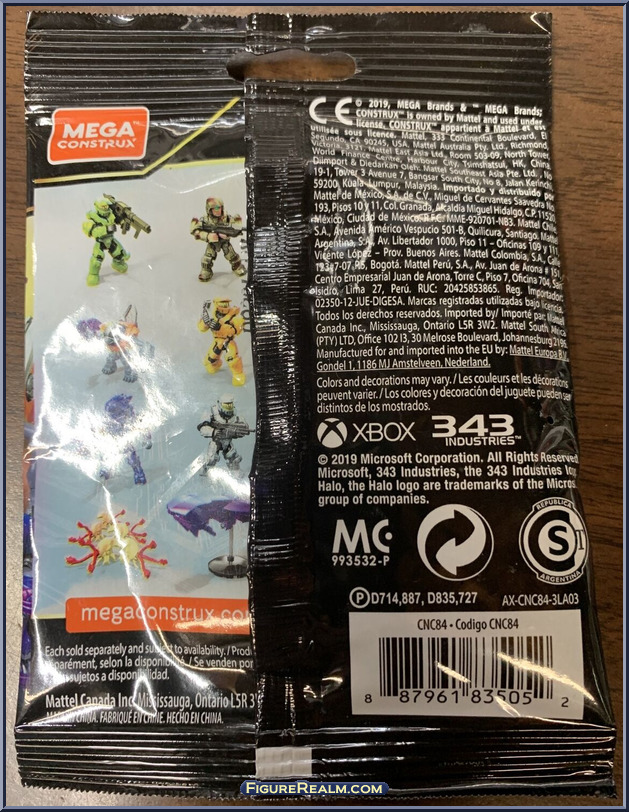 MEGA™
CONSTRUX™
megaconstrux.co
Each sold separately and subject to availability. / Prod
parément, selon la disponibilité. / Se venden por
sujetos a disponibilidad.
Mattel Canada Inc., Mississauga, Ontario L5R 3
MADE IN CHINA. FABRIQUÉ EN CHINE. HECHO EN CHINA.
CE © 2019, MEGA Brands & ™ MEGA Brands;
CONSTRUX™ is owned by Mattel and used under
license. CONSTRUX™ appartient à Mattel et est
utilisée sous licence. Mattel, 333 Continental Boulevard, El
Segundo, CA 90245, USA. Mattel Australia Pty. Ltd., Richmond,
Victoria. 3121. Mattel East Asia Ltd., Room 503-09, North Tower,
World Finance Centre, Harbour City, Tsimshatsui, HK, China
Diimport & Diedarkan Oleh: Mattel Southeast Asia Pte. Ltd., No
19-1, Tower 3 Avenue 7, Bangsar South City, No 8, Jalan Kerinchi
59200, Kuala Lumpur, Malaysia. Importado y distribuido por
Mattel de México, S.A. de C.V., Miguel de Cervantes Saavedra No
193, Pisos 10 y 11, Col. Granada, Alcaldía Miguel Hidalgo, C.P. 11520,
México, Ciudad de México. R.F.C. MME-920701-NB3. Mattel Chile
S.A., Avenida Américo Vespucio 501-B, Quilicura, Santiago. Mattel
Argentina, S.A., Av. Libertador 1000, Piso 11 – Oficinas 109 y 111,
Vicente López – Prov. Buenos Aires. Mattel Colombia, S.A., Calle
123-7-07 P.5, Bogotá. Mattel Perú, S.A., Av. Juan de Arona # 151,
Centro Empresarial Juan de Arona, Torre C, Piso 7, Oficina 704, San
Isidro, Lima 27, Perú. RUC: 20425853865. Reg. Importador:
02350-12-JUE-DIGESA. Marcas registradas utilizadas bajo licencia.
Todos los derechos reservados. Imported by/ Importé par: Mattel
Canada Inc., Mississauga, Ontario L5R 3W2. Mattel South Africa
(PTY) LTD, Office 102 I3, 30 Melrose Boulevard, Johannesburg 2196.
Manufactured for and imported into the EU by: Mattel Europa B.V.
Gondel 1, 1186 MJ Amstelveen, Nederland.
Colors and decorations may vary. / Les couleurs et les décorations
peuvent varier. / Los colores y decoración del juguete pueden ser
distintos de los mostrados.
XBOX 343
INDUSTRIES™
© 2019 Microsoft Corporation. All Rights Reserved
Microsoft, 343 Industries, the 343 Industries log
Halo, the Halo logo are trademarks of the Micros
group of companies.
MC
993532-P
REPUBLICA
S
ARGENTINA
Ⓟ D714,887, D835,727 AX-CNC84-3LA03
CNC84 • Codigo CNC84
8 87961 83505 2
FIGUREREALM.COM